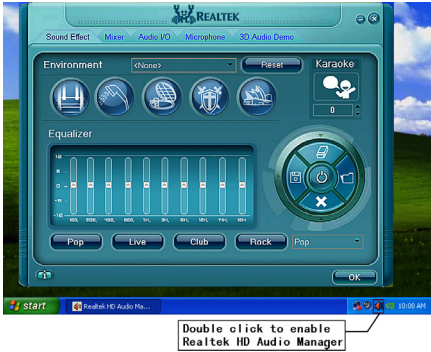 REALTEK
Sound Effect Mixer Audio I/O Microphone 3D Audio Demo
Environment <None> Reset Karaoke
0
Equalizer
Pop Live Club Rock Pop
OK
start Realtek HD Audio Ma... 10:08 AM
Double click to enable
Realtek HD Audio Manager